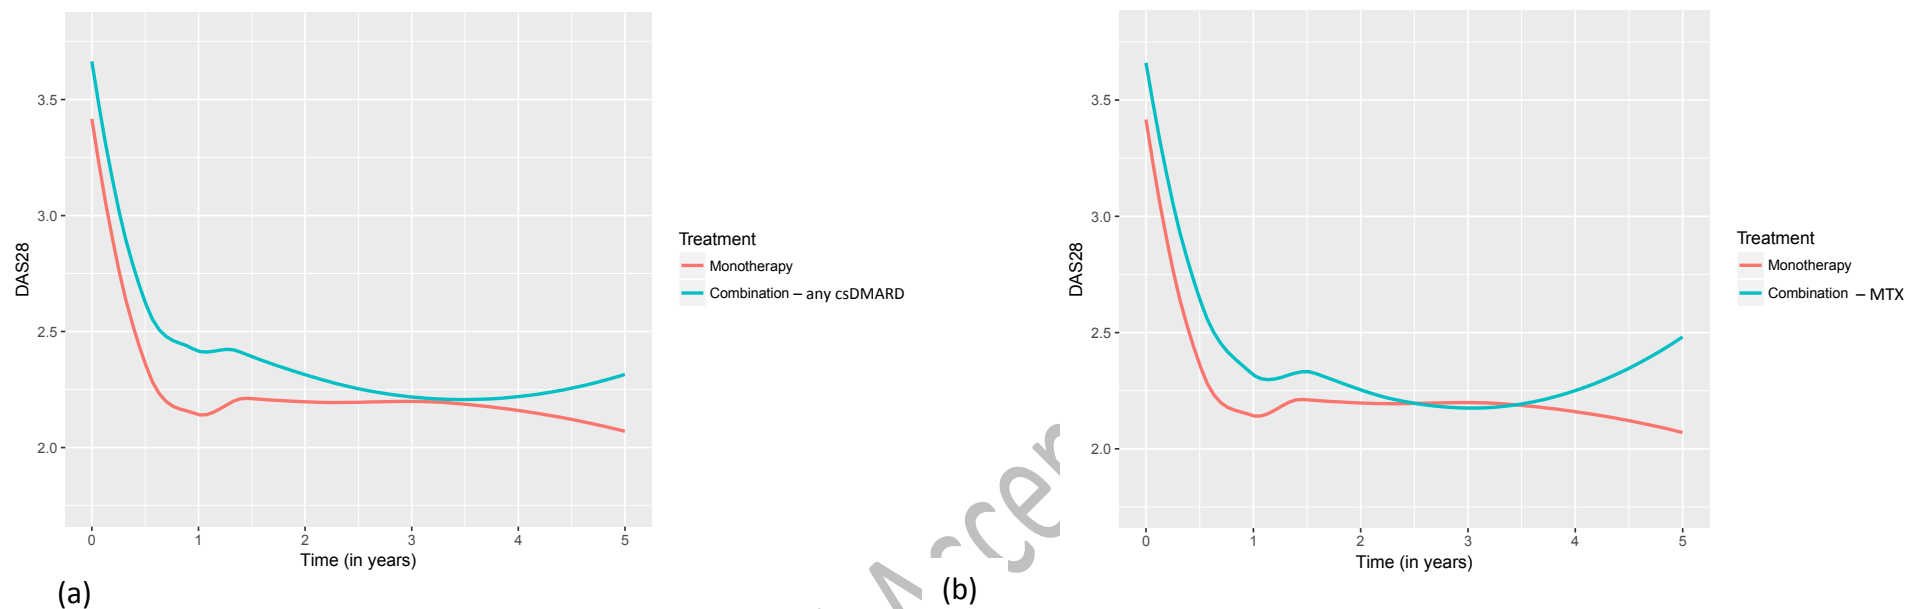 3.5
3.0
2.5
2.0
DAS28
0 1 2 3 4 5
Time (in years)
Treatment
Monotherapy
Combination – any csDMARD
(a)
3.5
3.0
2.5
2.0
DAS28
0 1 2 3 4 5
Time (in years)
Treatment
Monotherapy
Combination – MTX
(b)